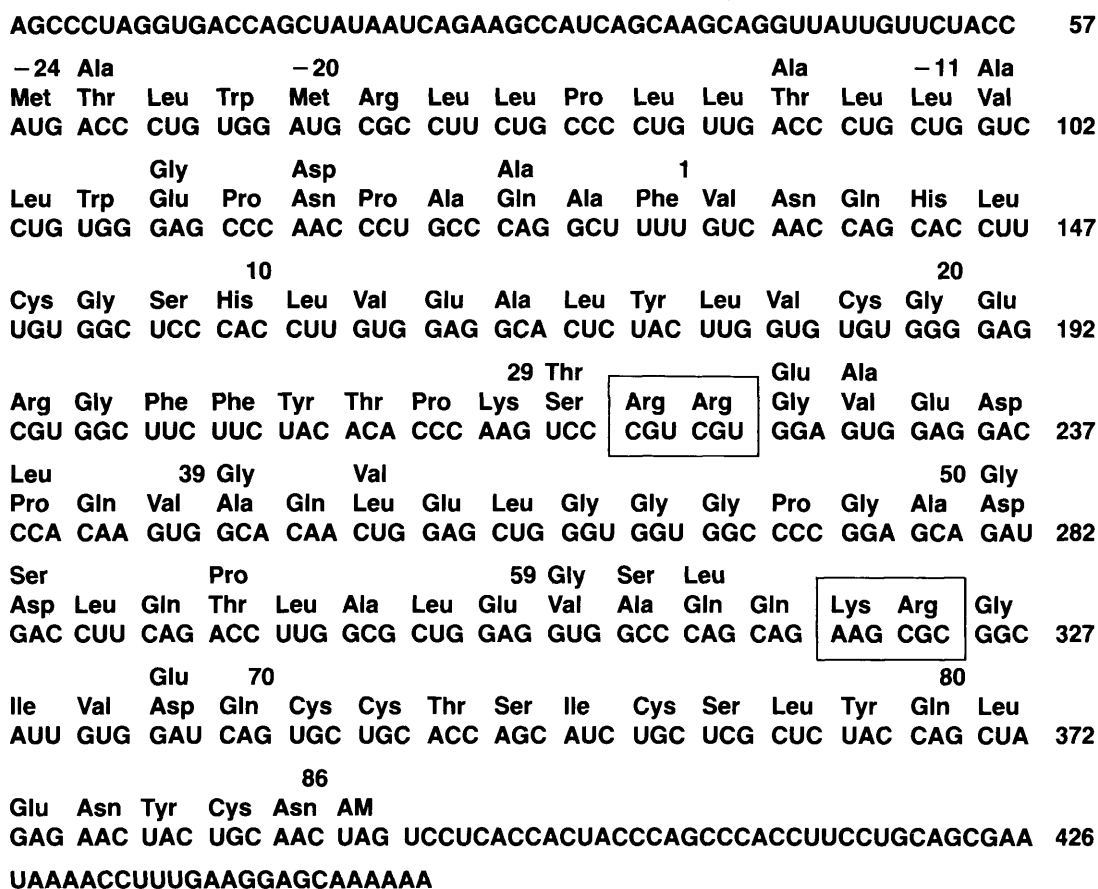 AGCCCUAGGUGACCAGCUAUAAUCAGAAGCCAUCAGCAAGCAGGUUAUUGUUCUACC 57
−24 Ala −20 Ala −11 Ala
Met Thr Leu Trp Met Arg Leu Leu Pro Leu Leu Thr Leu Leu Val
AUG ACC CUG UGG AUG CGC CUU CUG CCC CUG UUG ACC CUG CUG GUC 102
Gly Asp Ala 1
Leu Trp Glu Pro Asn Pro Ala Gln Ala Phe Val Asn Gln His Leu
CUG UGG GAG CCC AAC CCU GCC CAG GCU UUU GUC AAC CAG CAC CUU 147
10 20
Cys Gly Ser His Leu Val Glu Ala Leu Tyr Leu Val Cys Gly Glu
UGU GGC UCC CAC CUU GUG GAG GCA CUC UAC UUG GUG UGU GGG GAG 192
29 Thr Glu Ala
Arg Gly Phe Phe Tyr Thr Pro Lys Ser Arg Arg Gly Val Glu Asp
CGU GGC UUC UUC UAC ACA CCC AAG UCC CGU CGU GGA GUG GAG GAC 237
Leu 39 Gly Val 50 Gly
Pro Gln Val Ala Gln Leu Glu Leu Gly Gly Gly Pro Gly Ala Asp
CCA CAA GUG GCA CAA CUG GAG CUG GGU GGU GGC CCC GGA GCA GAU 282
Ser Pro 59 Gly Ser Leu
Asp Leu Gln Thr Leu Ala Leu Glu Val Ala Gln Gln Lys Arg Gly
GAC CUU CAG ACC UUG GCG CUG GAG GUG GCC CAG CAG AAG CGC GGC 327
Glu 70 80
Ile Val Asp Gln Cys Cys Thr Ser Ile Cys Ser Leu Tyr Gln Leu
AUU GUG GAU CAG UGC UGC ACC AGC AUC UGC UCG CUC UAC CAG CUA 372
86
Glu Asn Tyr Cys Asn AM
GAG AAC UAC UGC AAC UAG UCCUCACCACUACCCAGCCCACCUUCCUGCAGCGAA 426
UAAAACCUUUGAAGGAGCAAAAAA